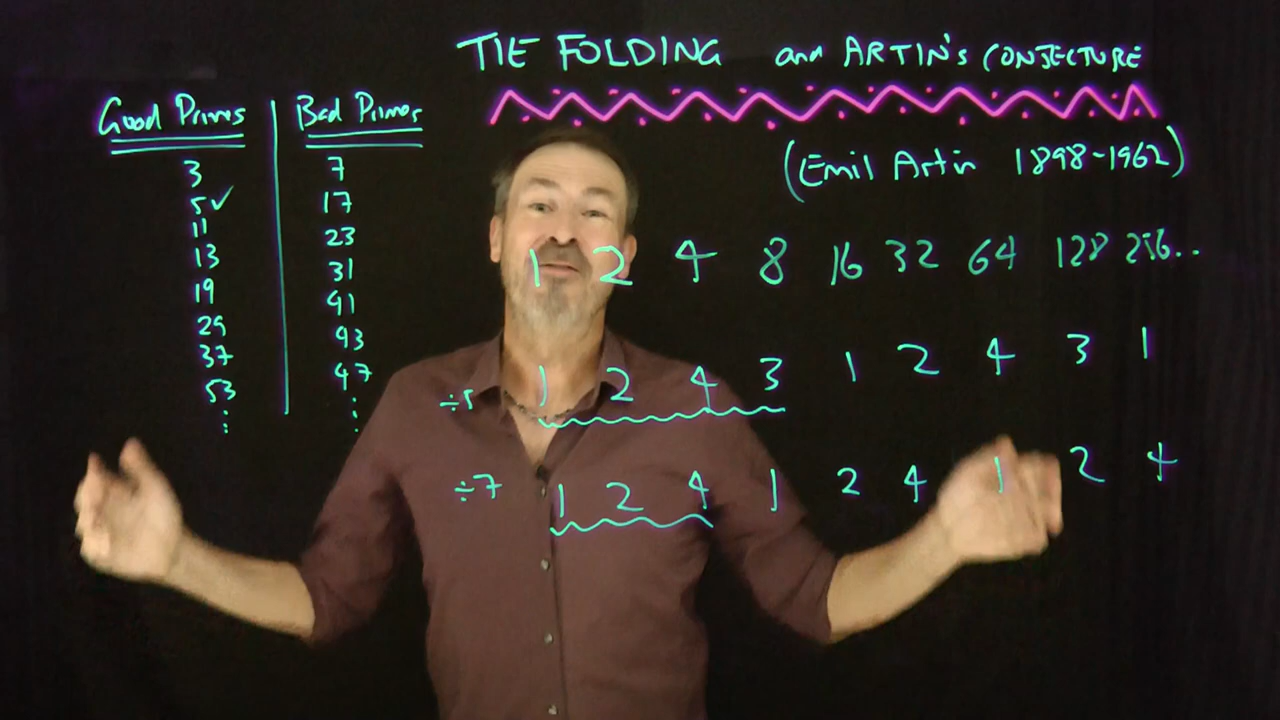 TIE FOLDING and ARTIN'S CONJECTURE
(Emil Artin 1898-1962)
Good Primes
3
5✓
11
13
19
29
37
53
⋮
Bad Primes
7
17
23
31
41
43
47
⋮
1 2 4 8 16 32 64 128 256...
÷5 1 2 4 3 1 2 4 3 1
÷7 1 2 4 1 2 4 1 2 4